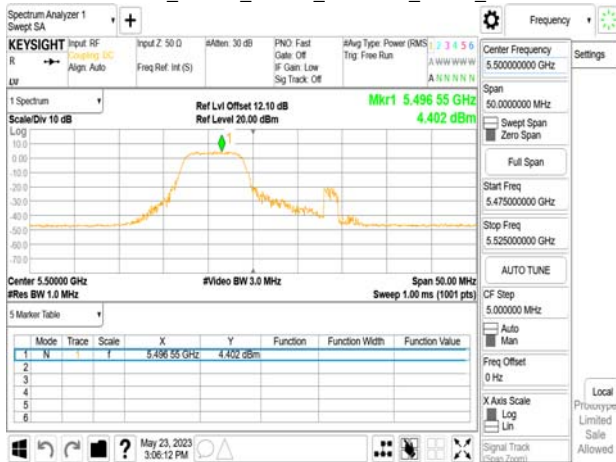 Spectrum Analyzer 1
Swept SA
+
Frequency
KEYSIGHT
R
LV
Input: RF
Coupling: DC
Align: Auto
Input Z: 50 Ω
Freq Ref: Int (S)
#Atten: 30 dB
PNO: Fast
Gate: Off
IF Gain: Low
Sig Track: Off
#Avg Type: Power (RMS
Trig: Free Run
1 2 3 4 5 6
A WWWWW
A N N N N N
1 Spectrum
Scale/Div 10 dB
Ref Lvl Offset 12.10 dB
Ref Level 20.00 dBm
Mkr1 5.496 55 GHz
4.402 dBm
Log
10.0
0.00
-10.0
-20.0
-30.0
-40.0
-50.0
-60.0
-70.0
1
Center 5.50000 GHz
#Res BW 1.0 MHz
#Video BW 3.0 MHz
Span 50.00 MHz
Sweep 1.00 ms (1001 pts)
5 Marker Table
Mode Trace Scale X Y Function Function Width Function Value
1 N 1 f 5.496 55 GHz 4.402 dBm
2
3
4
5
6
May 23, 2023
3:06:12 PM
?
Center Frequency
5.500000000 GHz
Span
50.0000000 MHz
Swept Span
Zero Span
Full Span
Start Freq
5.475000000 GHz
Stop Freq
5.525000000 GHz
AUTO TUNE
CF Step
5.000000 MHz
Auto
Man
Freq Offset
0 Hz
X Axis Scale
Log
Lin
Signal Track
(Span Zoom)
Settings
Local
Prototype
Limited
Sale
Allowed